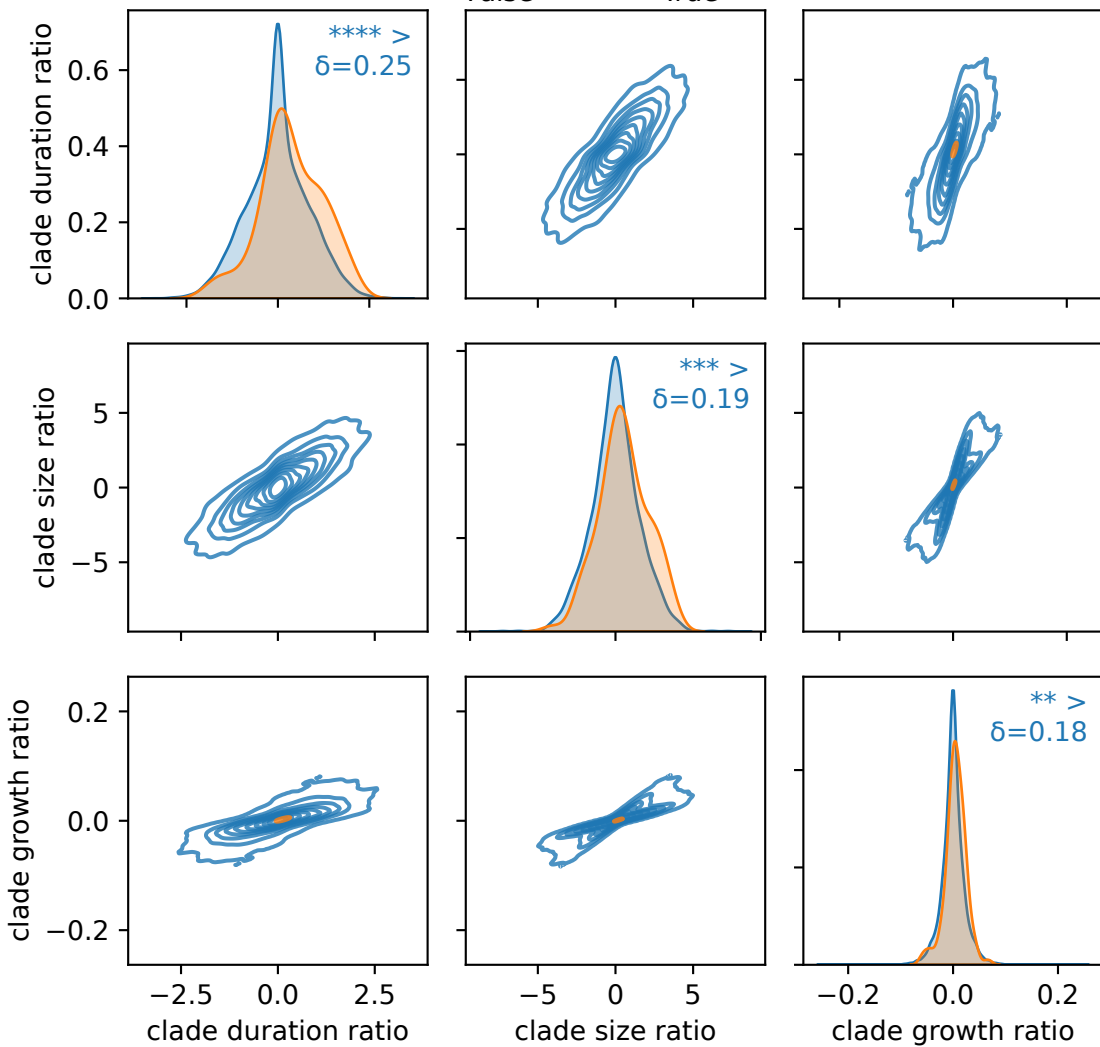 clade duration ratio
0.6
0.4
0.2
0.0
**** >
δ=0.25
clade size ratio
5
0
−5
*** >
δ=0.19
clade growth ratio
0.2
0.0
−0.2
** >
δ=0.18
−2.5 0.0 2.5
clade duration ratio
−5 0 5
clade size ratio
−0.2 0.0 0.2
clade growth ratio